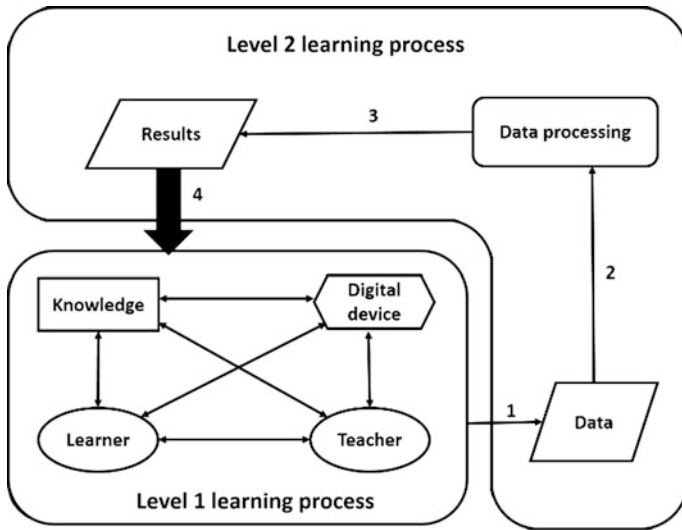 Level 2 learning process
3
Results
Data processing
4
2
Knowledge
Digital
device
1
Data
Learner
Teacher
Level 1 learning process